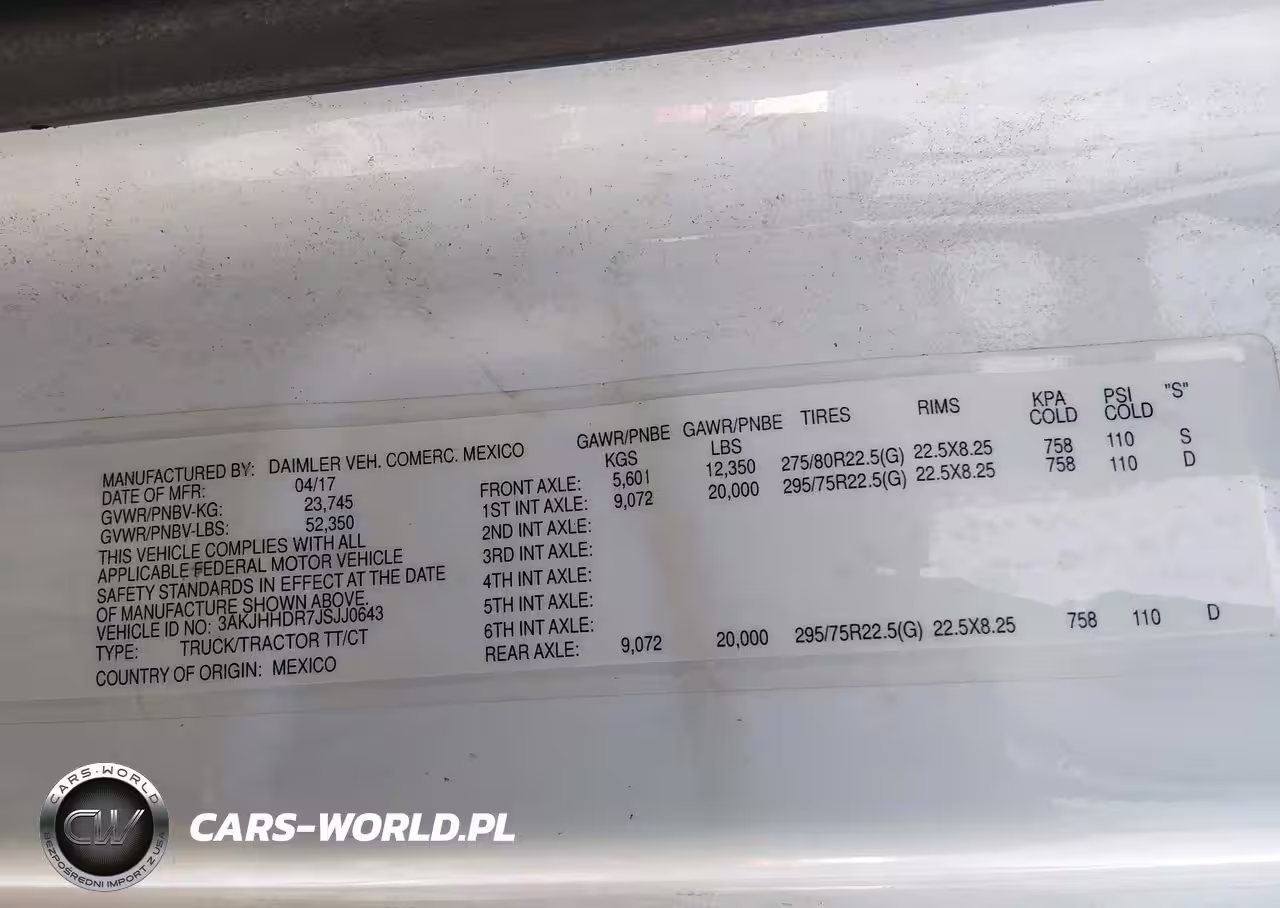 MANUFACTURED BY: DAIMLER VEH. COMERC. MEXICO
DATE OF MFR: 04/17
GVWR/PNBV-KG: 23,745
GVWR/PNBV-LBS: 52,350
THIS VEHICLE COMPLIES WITH ALL
APPLICABLE FEDERAL MOTOR VEHICLE
SAFETY STANDARDS IN EFFECT AT THE DATE
OF MANUFACTURE SHOWN ABOVE.
VEHICLE ID NO: 3AKJHHDR7JSJJ0643
TYPE: TRUCK/TRACTOR TT/CT
COUNTRY OF ORIGIN: MEXICO
GAWR/PNBE KGS GAWR/PNBE LBS TIRES RIMS KPA COLD PSI COLD "S"
FRONT AXLE: 5,601 12,350 275/80R22.5(G) 22.5X8.25 758 110 S
1ST INT AXLE: 9,072 20,000 295/75R22.5(G) 22.5X8.25 758 110 D
2ND INT AXLE:
3RD INT AXLE:
4TH INT AXLE:
5TH INT AXLE:
6TH INT AXLE:
REAR AXLE: 9,072 20,000 295/75R22.5(G) 22.5X8.25 758 110 D
CARS-WORLD
CW
BEZPOŚREDNI IMPORT Z USA
CARS-WORLD.PL